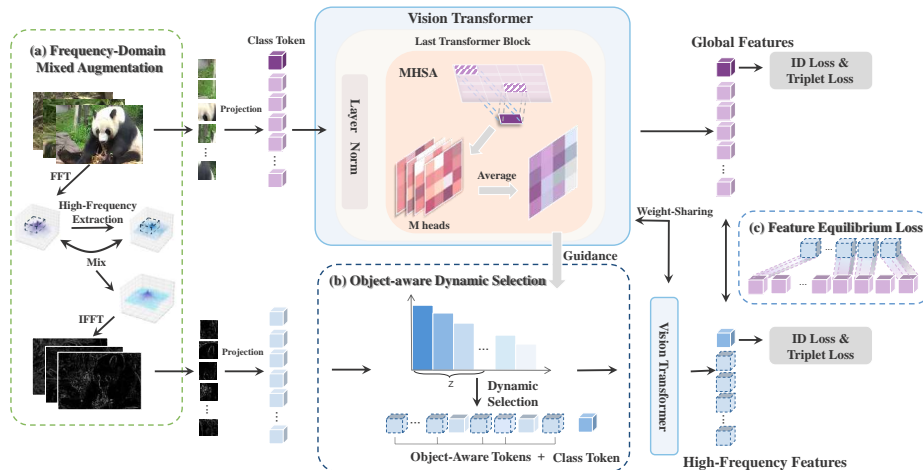 Vision Transformer
(a) Frequency-Domain
Mixed Augmentation
Class Token
Last Transformer Block
Global Features
MHSA
ID Loss &
Triplet Loss
Projection
Layer Norm
FFT
Average
High-Frequency
Extraction
M heads
Weight-Sharing
(c) Feature Equilibrium Loss
Mix
Guidance
(b) Object-aware Dynamic Selection
IFFT
Projection
Vision Transformer
ID Loss &
Triplet Loss
z
Dynamic
Selection
Object-Aware Tokens + Class Token
High-Frequency Features